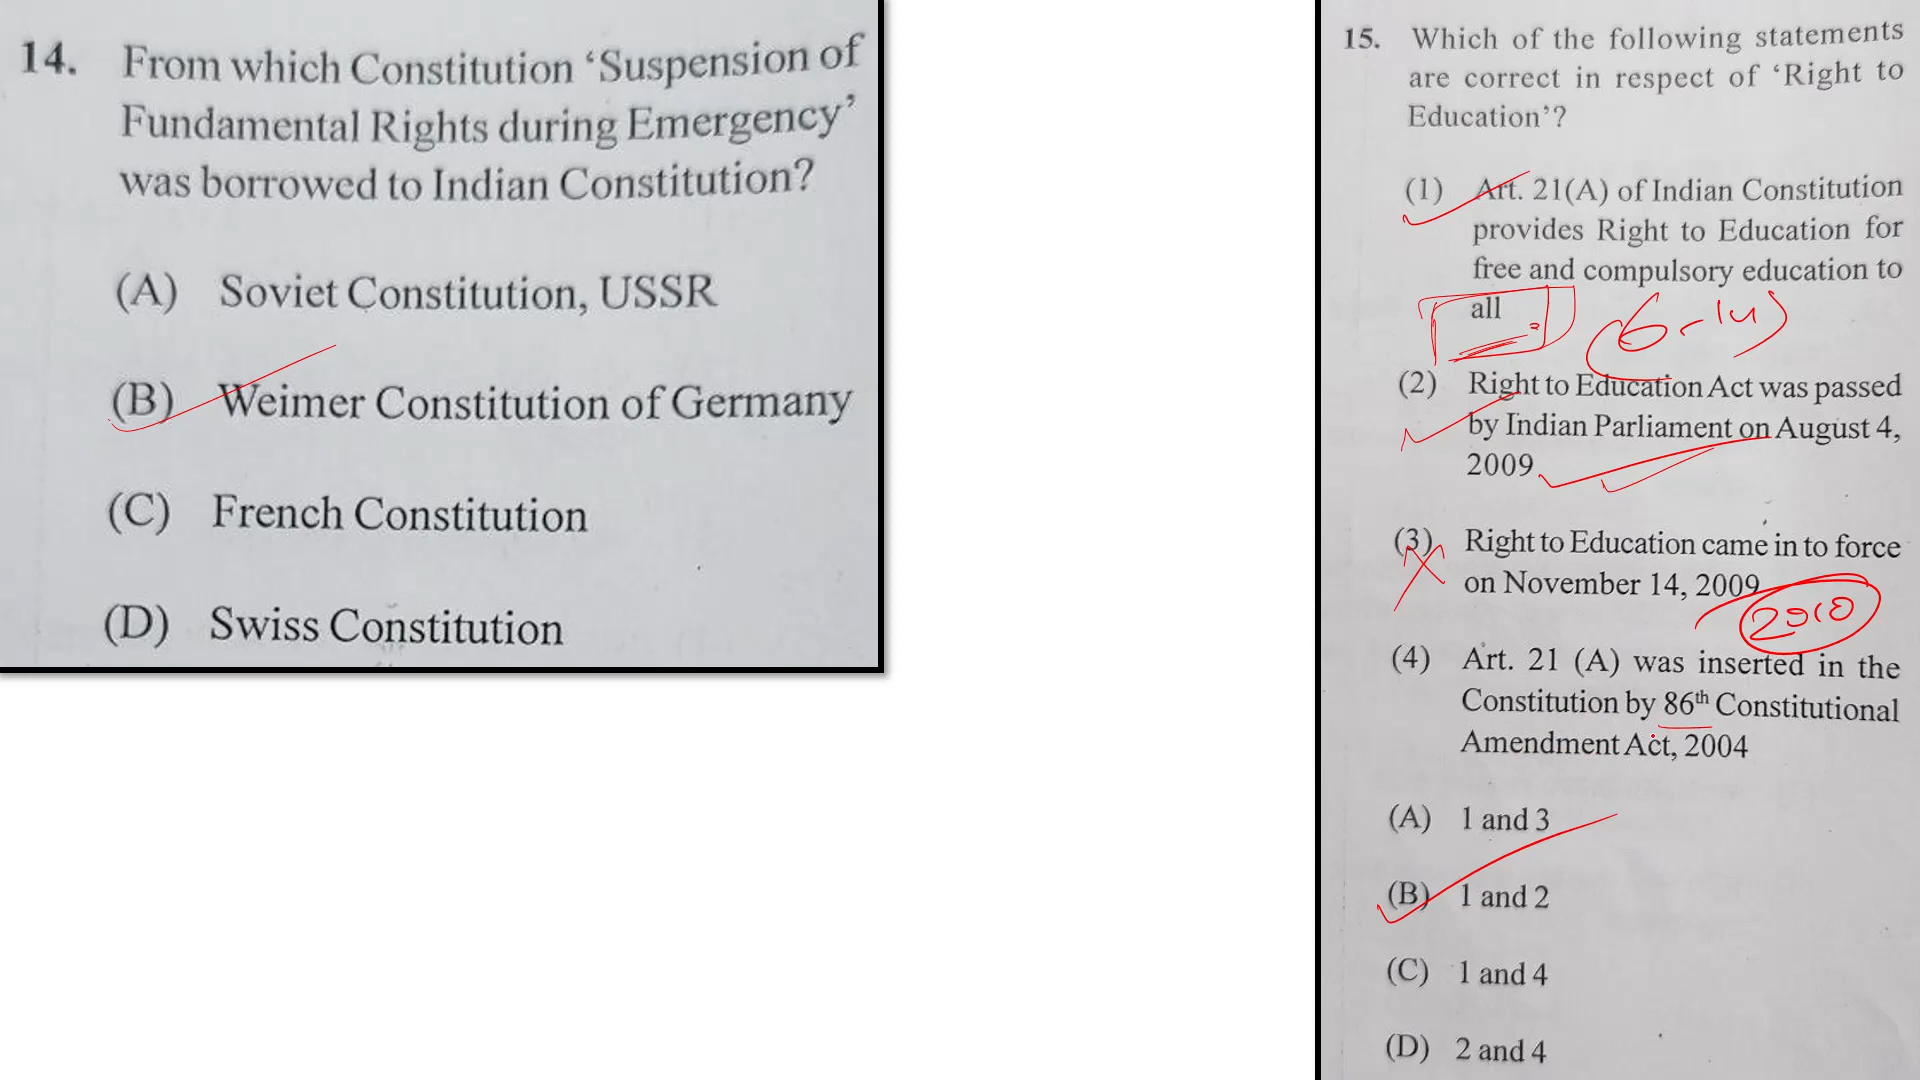 14. From which Constitution ‘Suspension of
Fundamental Rights during Emergency’
was borrowed to Indian Constitution?
(A) Soviet Constitution, USSR
(B) Weimer Constitution of Germany
(C) French Constitution
(D) Swiss Constitution
15. Which of the following statements
are correct in respect of ‘Right to
Education’?
(1) Art. 21(A) of Indian Constitution
provides Right to Education for
free and compulsory education to
all
(6-14)
(2) Right to Education Act was passed
by Indian Parliament on August 4,
2009
(3) Right to Education came in to force
on November 14, 2009
2010
(4) Art. 21 (A) was inserted in the
Constitution by 86th Constitutional
Amendment Act, 2004
(A) 1 and 3
(B) 1 and 2
(C) 1 and 4
(D) 2 and 4